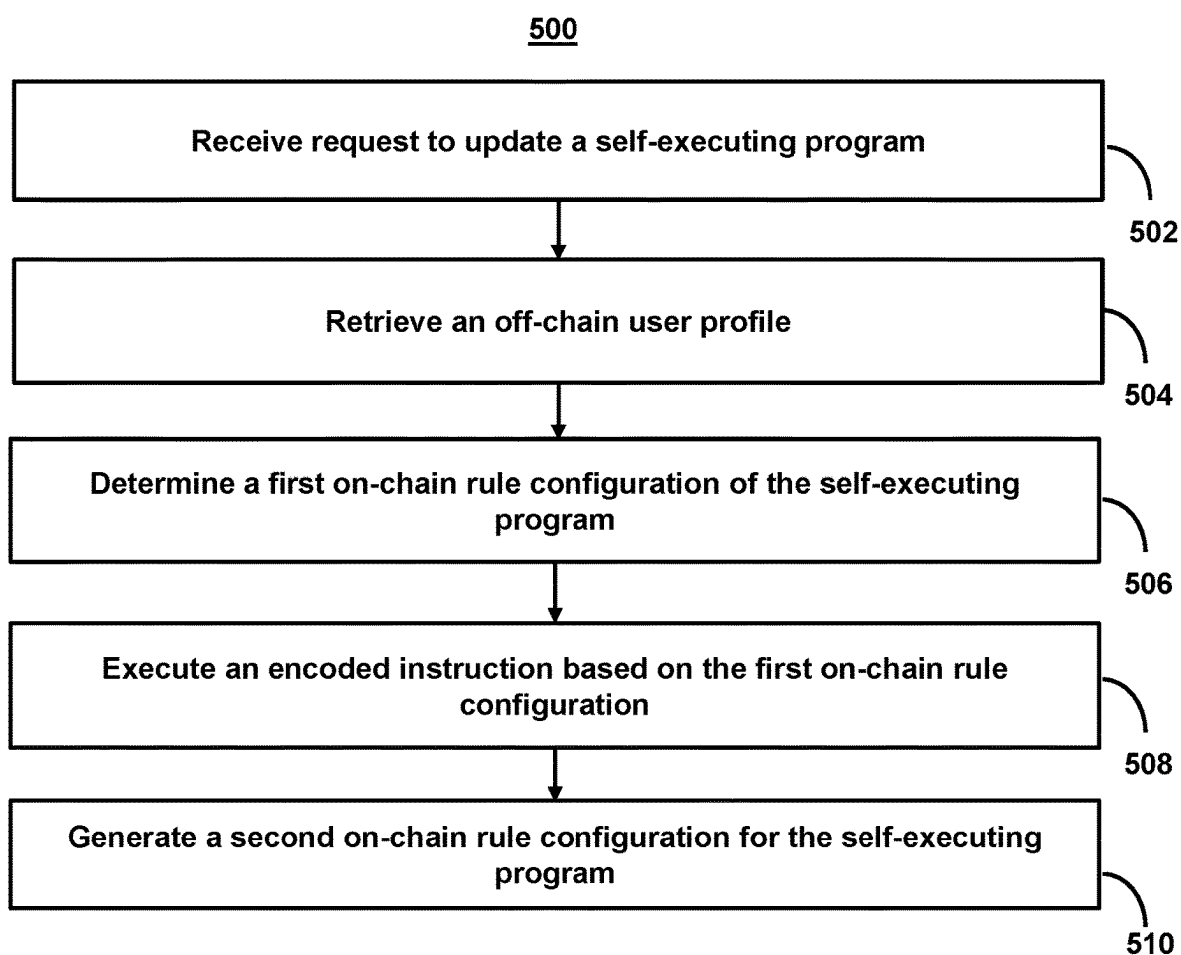 500
Receive request to update a self-executing program
502
Retrieve an off-chain user profile
504
Determine a first on-chain rule configuration of the self-executing
program
506
Execute an encoded instruction based on the first on-chain rule
configuration
508
Generate a second on-chain rule configuration for the self-executing
program
510